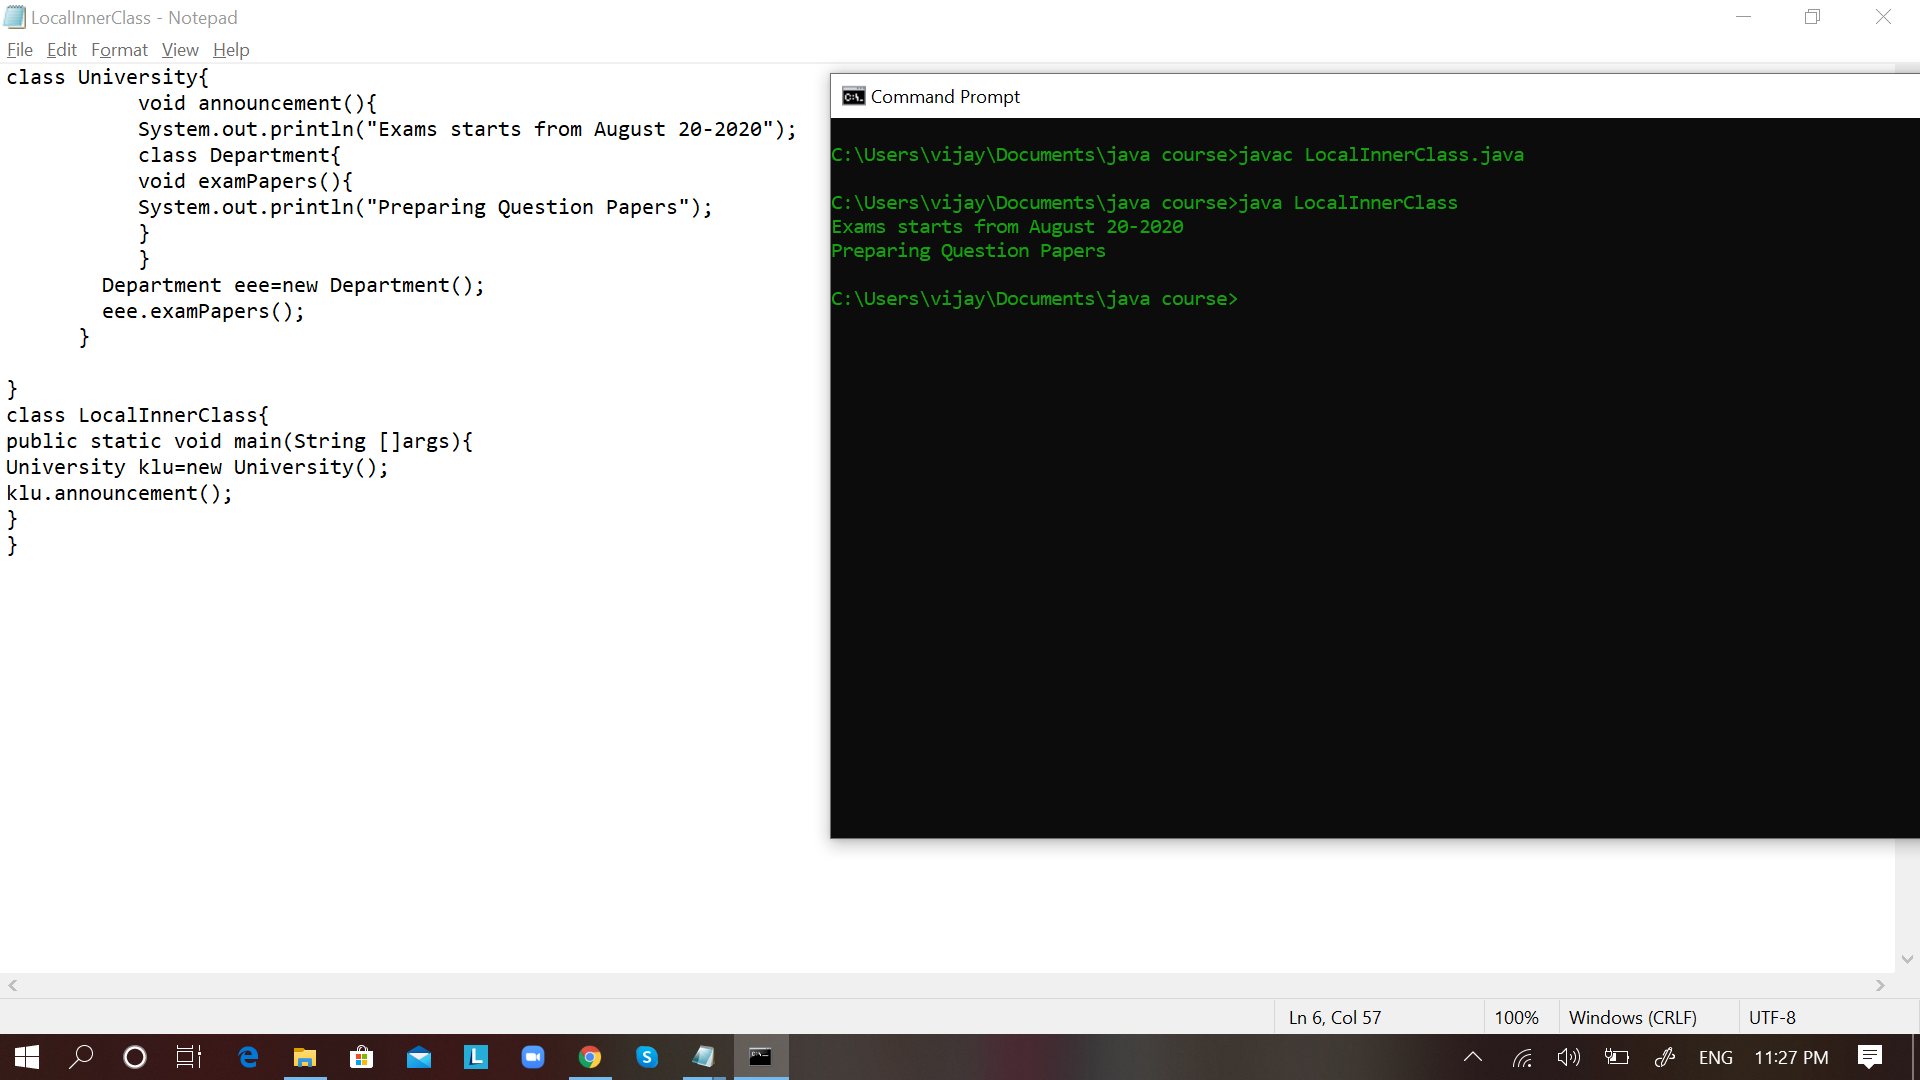 LocalInnerClass - Notepad
File Edit Format View Help
class University{
void announcement(){
System.out.println("Exams starts from August 20-2020");
class Department{
void examPapers(){
System.out.println("Preparing Question Papers");
}
}
Department eee=new Department();
eee.examPapers();
}
}
class LocalInnerClass{
public static void main(String []args){
University klu=new University();
klu.announcement();
}
}
Command Prompt
C:\Users\vijay\Documents\java course>javac LocalInnerClass.java
C:\Users\vijay\Documents\java course>java LocalInnerClass
Exams starts from August 20-2020
Preparing Question Papers
C:\Users\vijay\Documents\java course>
Ln 6, Col 57 100% Windows (CRLF) UTF-8
ENG 11:27 PM